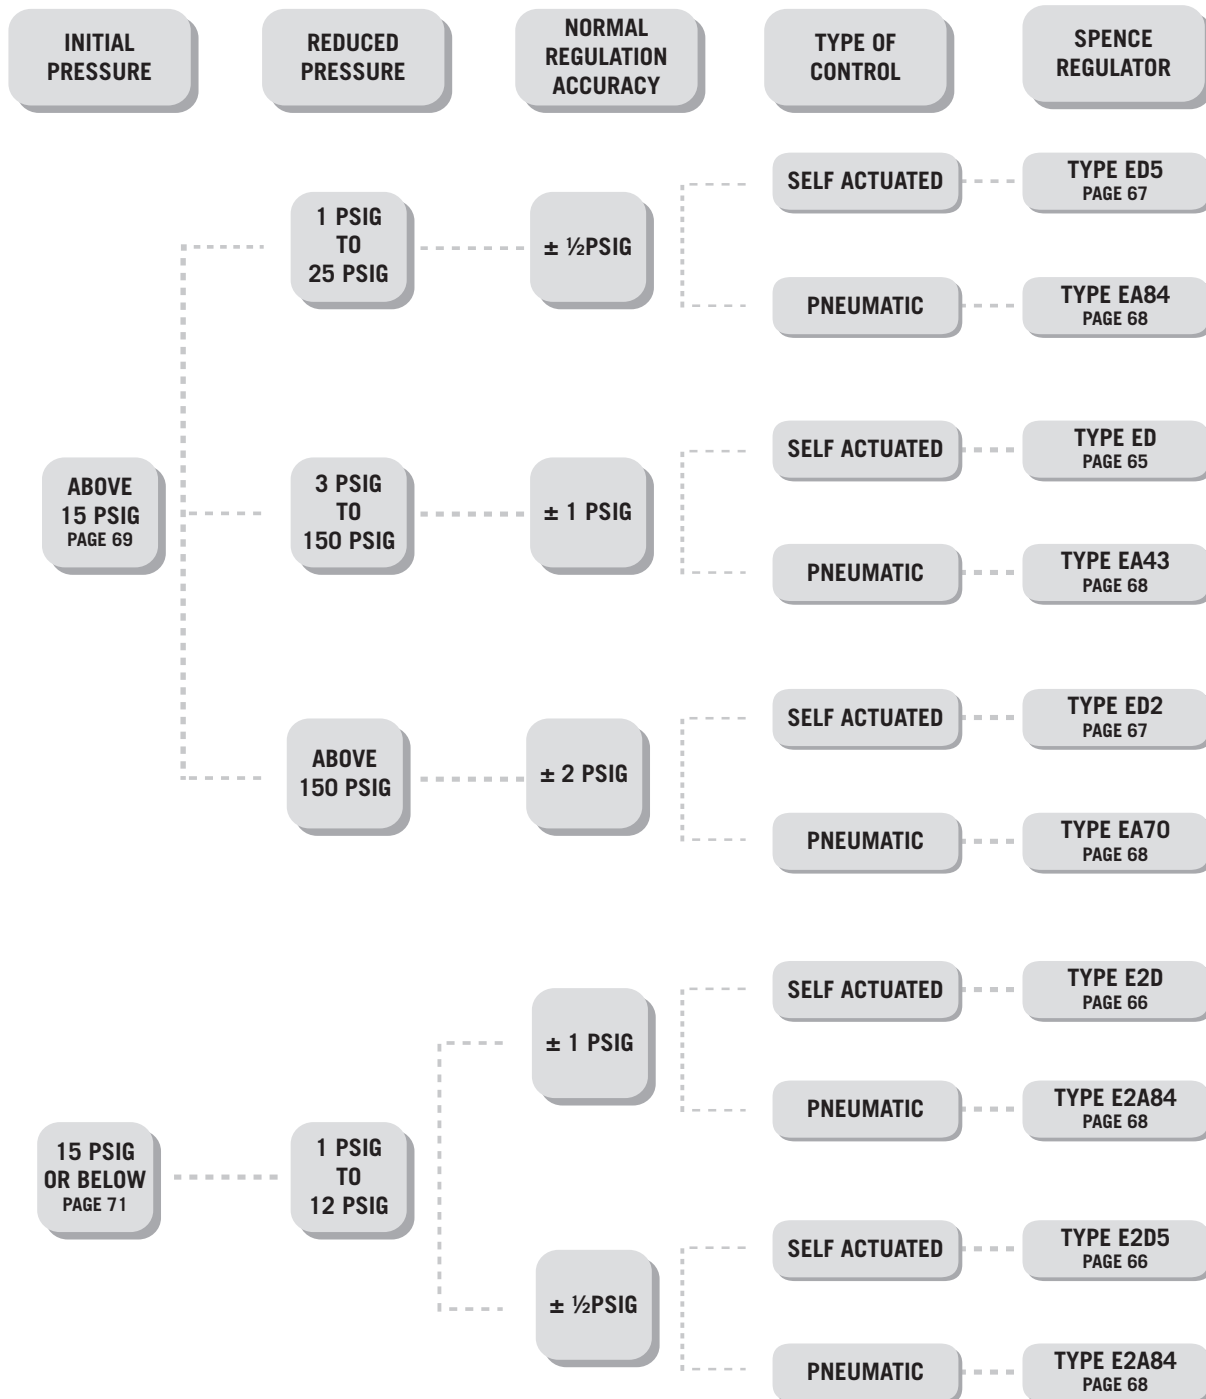 INITIAL
PRESSURE
REDUCED
PRESSURE
NORMAL
REGULATION
ACCURACY
TYPE OF
CONTROL
SPENCE
REGULATOR
ABOVE
15 PSIG
PAGE 69
1 PSIG
TO
25 PSIG
± ½PSIG
SELF ACTUATED
TYPE ED5
PAGE 67
PNEUMATIC
TYPE EA84
PAGE 68
3 PSIG
TO
150 PSIG
± 1 PSIG
SELF ACTUATED
TYPE ED
PAGE 65
PNEUMATIC
TYPE EA43
PAGE 68
ABOVE
150 PSIG
± 2 PSIG
SELF ACTUATED
TYPE ED2
PAGE 67
PNEUMATIC
TYPE EA70
PAGE 68
15 PSIG
OR BELOW
PAGE 71
1 PSIG
TO
12 PSIG
± 1 PSIG
SELF ACTUATED
TYPE E2D
PAGE 66
PNEUMATIC
TYPE E2A84
PAGE 68
± ½PSIG
SELF ACTUATED
TYPE E2D5
PAGE 66
PNEUMATIC
TYPE E2A84
PAGE 68